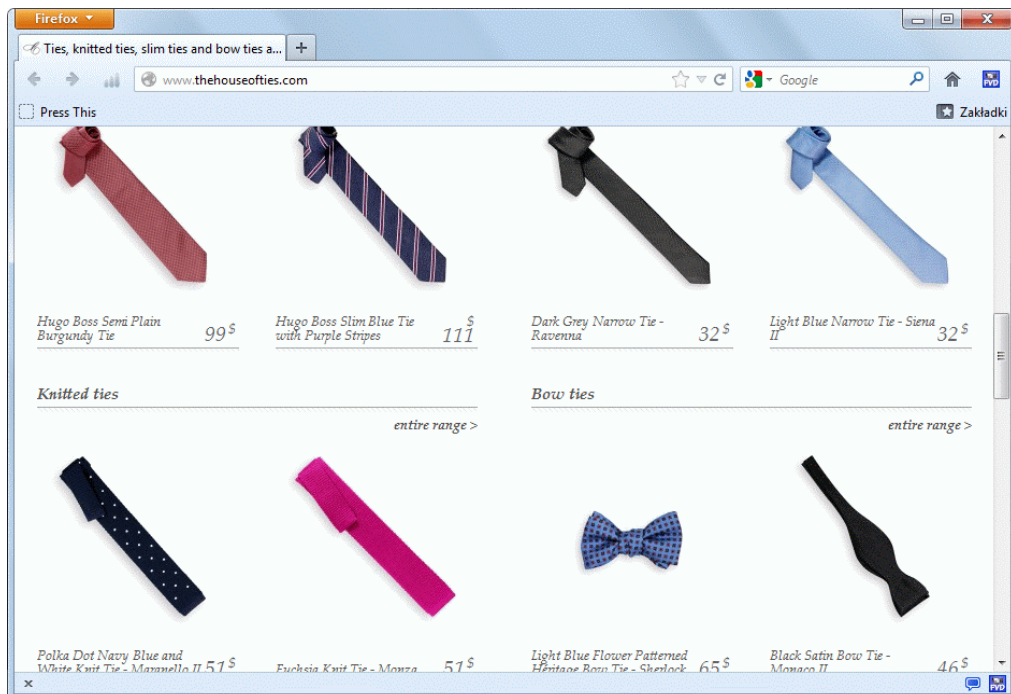 Firefox
Ties, knitted ties, slim ties and bow ties a...
www.thehouseofties.com
Google
FVD
Press This
Zakładki
Hugo Boss Semi Plain
Burgundy Tie
99 $
Hugo Boss Slim Blue Tie
with Purple Stripes
$
111
Dark Grey Narrow Tie -
Ravenna
32 $
Light Blue Narrow Tie - Siena
II
32 $
Knitted ties
Bow ties
entire range >
entire range >
Polka Dot Navy Blue and
White Knit Tie - Maranello II
51 $
Fuchsia Knit Tie - Monza
51 $
Light Blue Flower Patterned
Heritage Bow Tie - Sherlock
65 $
Black Satin Bow Tie -
Monaco II
46 $
FVD